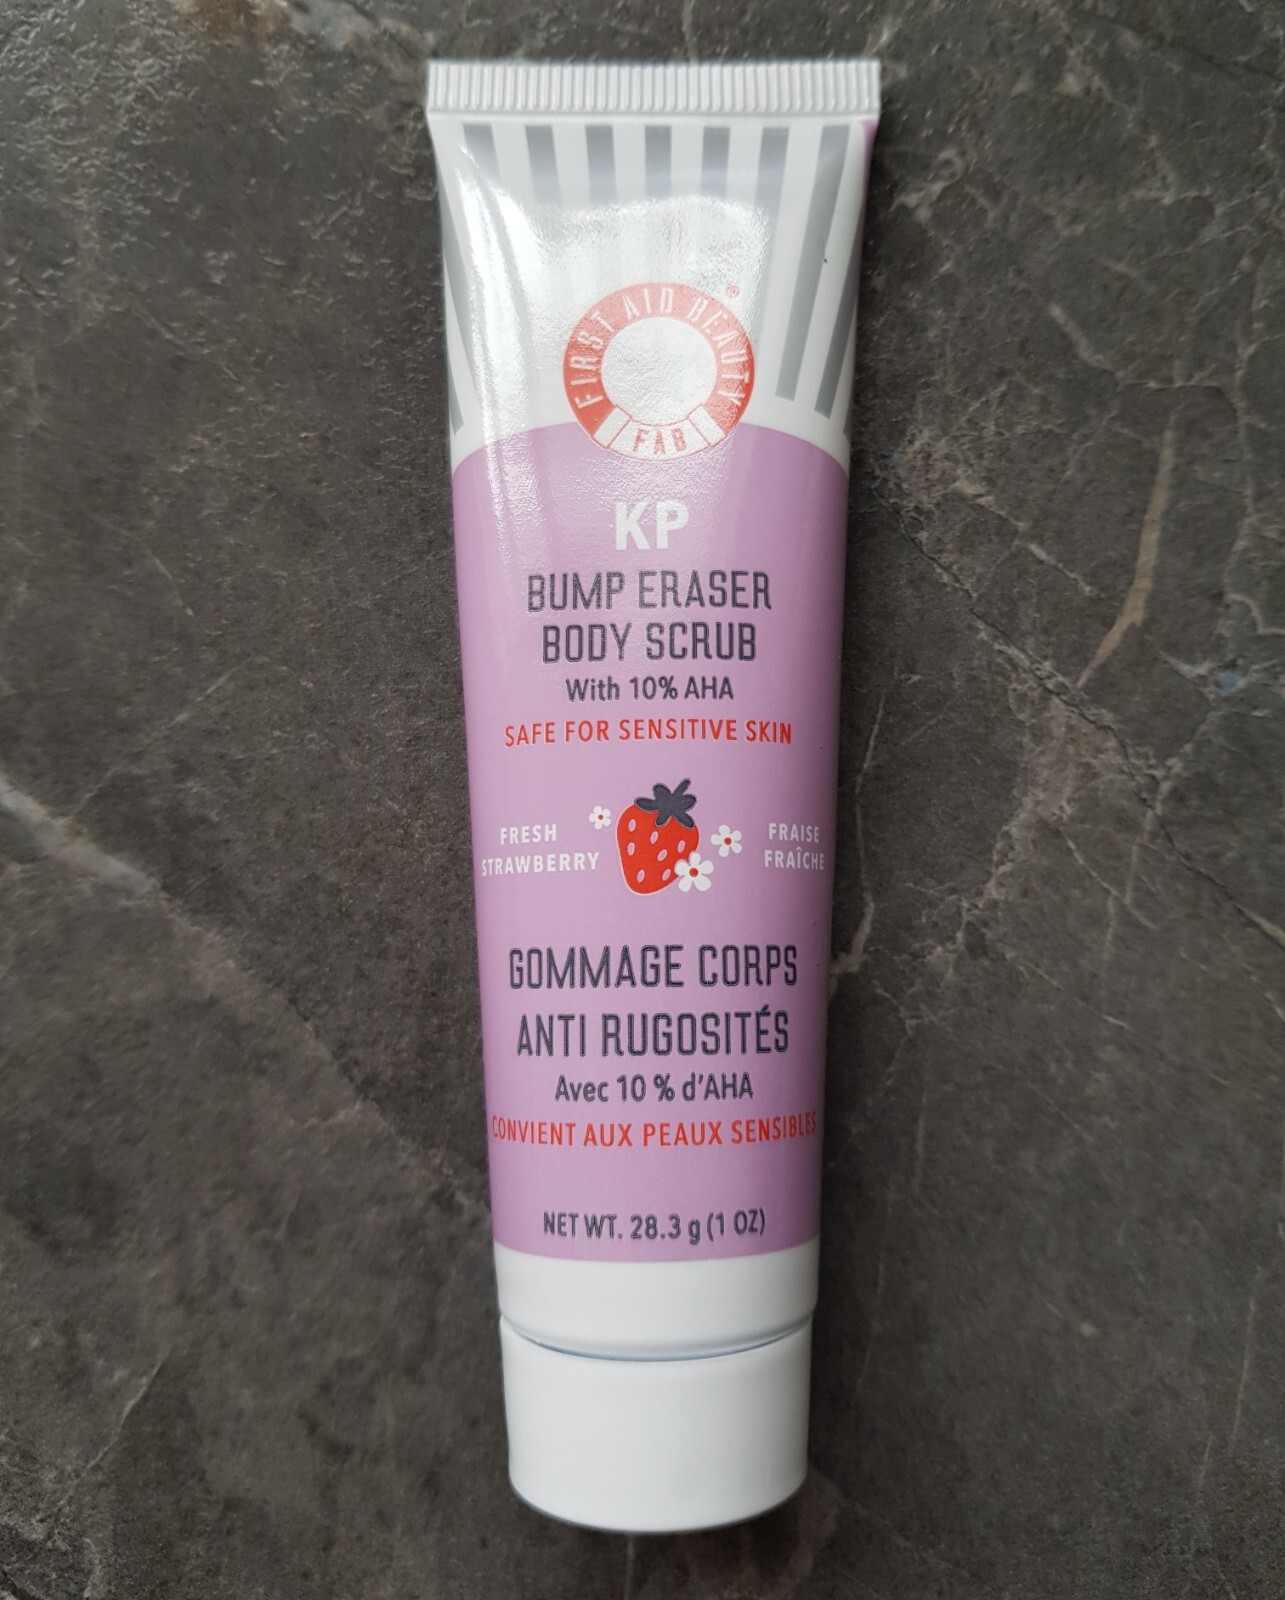 FIRST AID BEAUTY®
FAB
KP
BUMP ERASER
BODY SCRUB
With 10% AHA
SAFE FOR SENSITIVE SKIN
FRESH
STRAWBERRY
FRAISE
FRAÎCHE
GOMMAGE CORPS
ANTI RUGOSITÉS
Avec 10 % d'AHA
CONVIENT AUX PEAUX SENSIBLES
NET WT. 28.3 g (1 OZ)